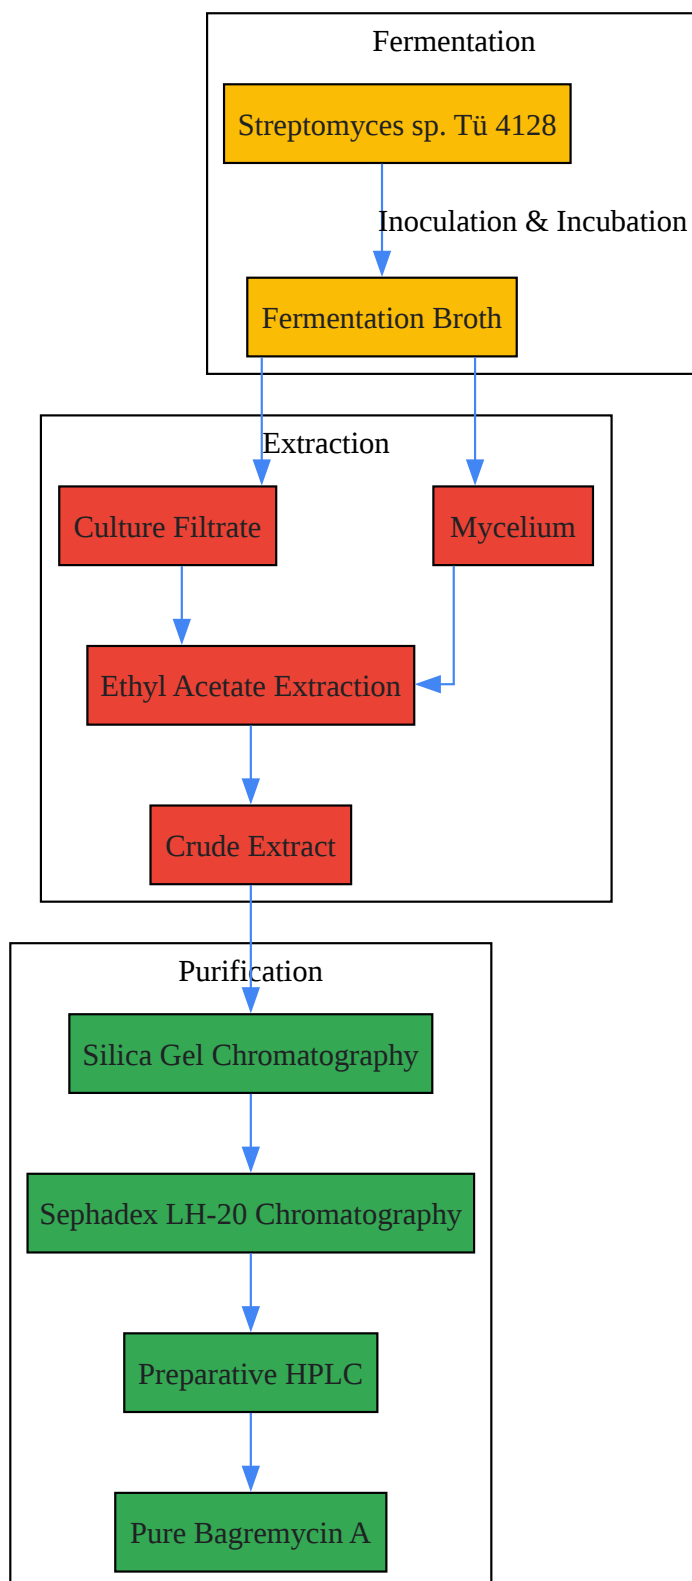 Fermentation
Streptomyces sp. Tü 4128
Inoculation & Incubation
Fermentation Broth
Extraction
Culture Filtrate
Mycelium
Ethyl Acetate Extraction
Crude Extract
Purification
Silica Gel Chromatography
Sephadex LH-20 Chromatography
Preparative HPLC
Pure Bagremycin A